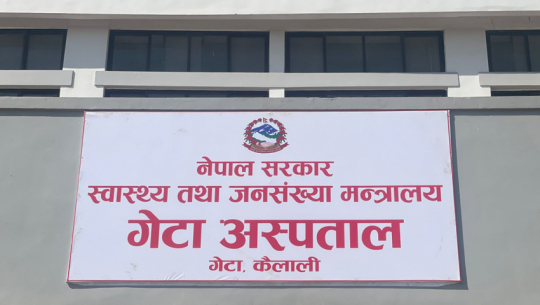 नेपाल सरकार
स्वास्थ्य तथा जनसंख्या मन्त्रालय
गेटा अस्पताल
गेटा, कैलाली